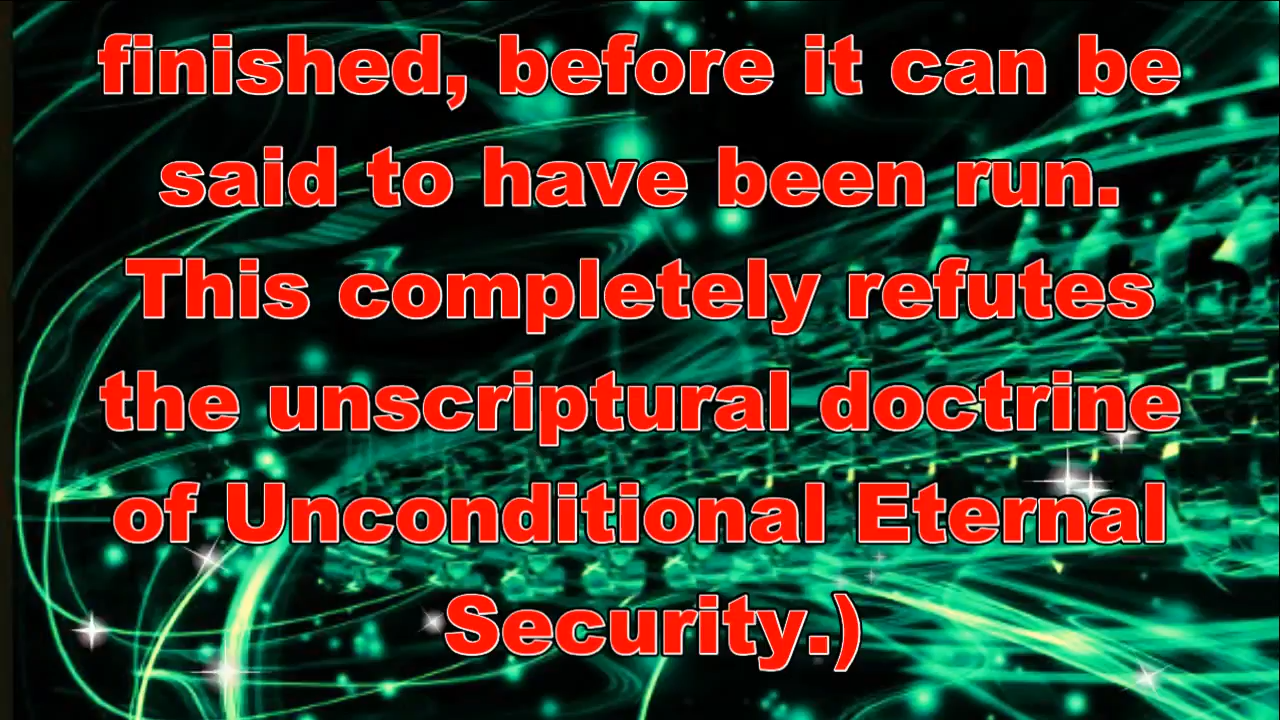 finished, before it can be
said to have been run.
This completely refutes
the unscriptural doctrine
of Unconditional Eternal
Security.)